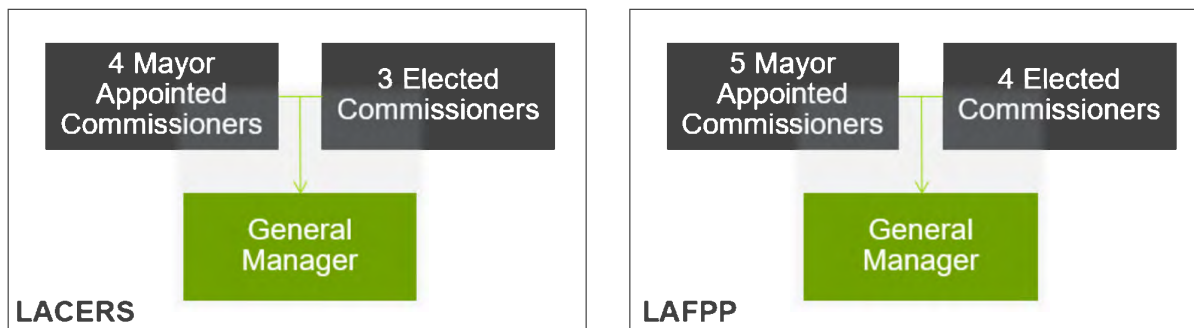 4 Mayor
Appointed
Commissioners
3 Elected
Commissioners
General
Manager
LACERS
5 Mayor
Appointed
Commissioners
4 Elected
Commissioners
General
Manager
LAFPP